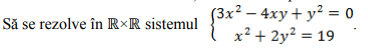 Să se rezolve în ℝ×ℝ sistemul {3x² − 4xy + y² = 0
x² + 2y² = 19 .